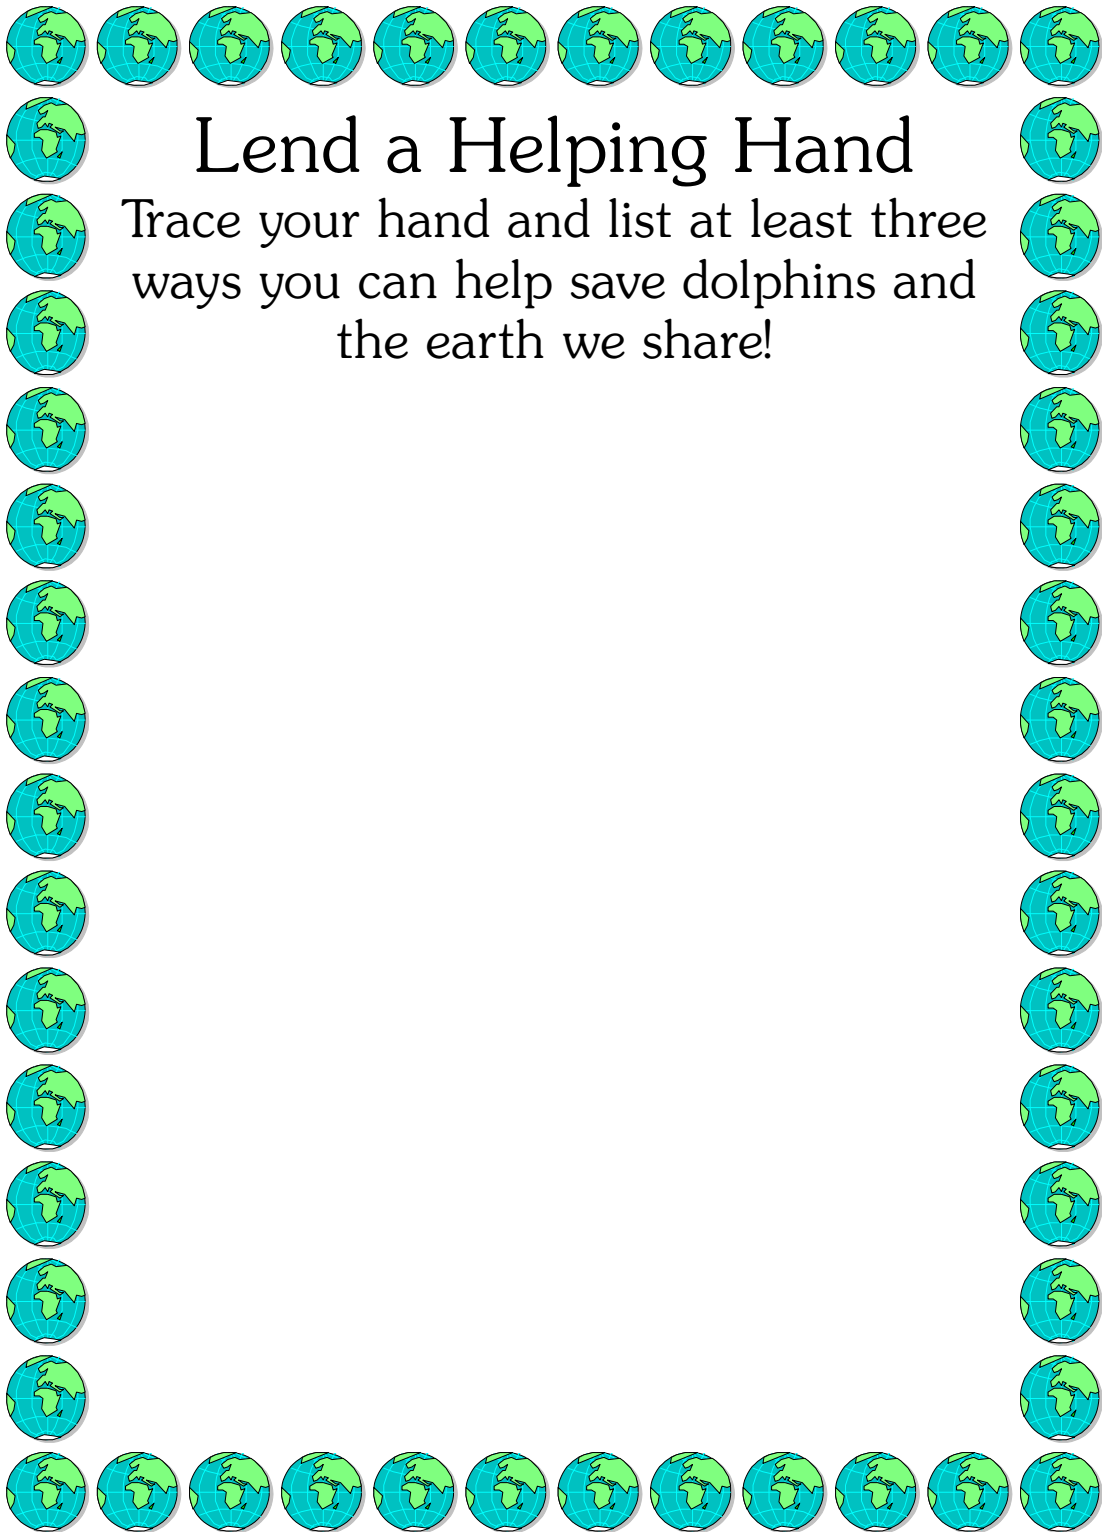 Lend a Helping Hand
Trace your hand and list at least three
ways you can help save dolphins and
the earth we share!